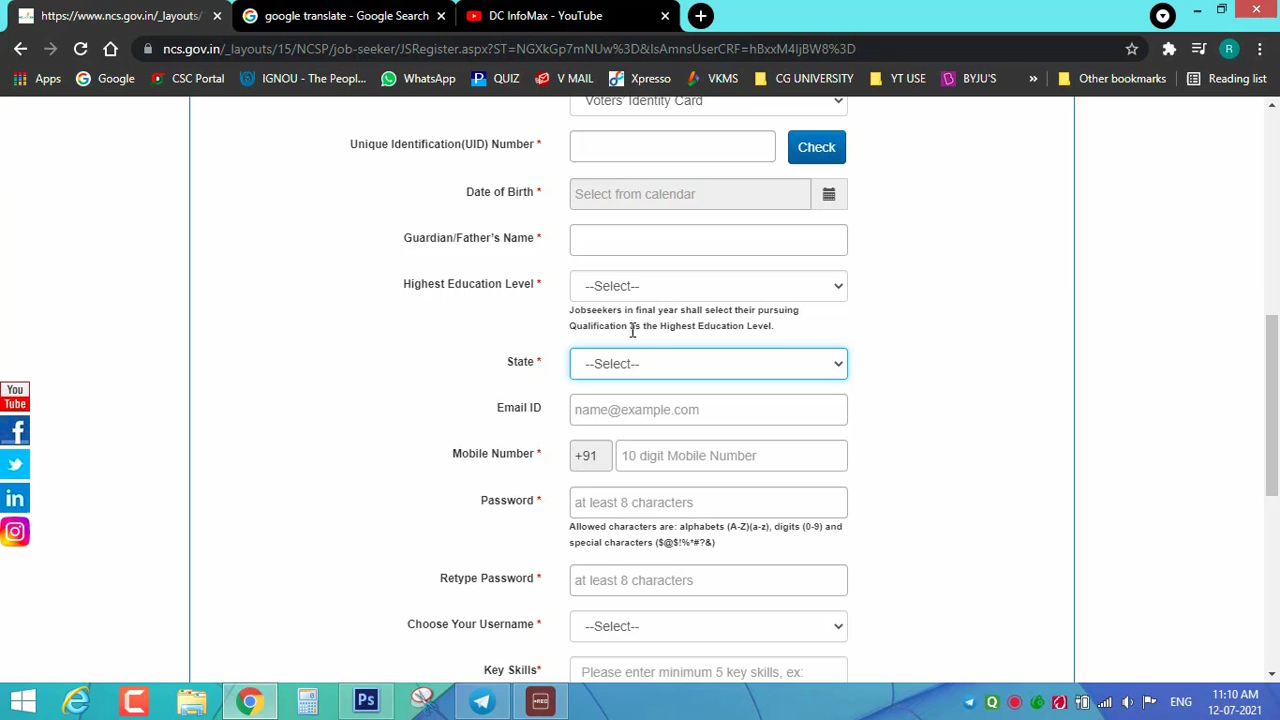 https://www.ncs.gov.in/_layouts/
google translate - Google Search
DC InfoMax - YouTube
ncs.gov.in/_layouts/15/NCSP/job-seeker/JSRegister.aspx?ST=NGXkGp7mNUw%3D&IsAmnsUserCRF=hBxxM4ljBW8%3D
R
Apps
Google
CSC Portal
IGNOU - The Peopl...
WhatsApp
QUIZ
V MAIL
Xpresso
VKMS
CG UNIVERSITY
YT USE
BYJU'S
»
Other bookmarks
Reading list
Voters' Identity Card
Unique Identification(UID) Number *
Check
Date of Birth *
Select from calendar
Guardian/Father's Name *
Highest Education Level *
--Select--
Jobseekers in final year shall select their pursuing
Qualification as the Highest Education Level.
State *
--Select--
You
Tube
Email ID
name@example.com
Mobile Number *
+91
10 digit Mobile Number
in
Password *
at least 8 characters
Allowed characters are: alphabets (A-Z)(a-z), digits (0-9) and
special characters ($@$!%*#?&)
Retype Password *
at least 8 characters
Choose Your Username *
--Select--
Key Skills*
Please enter minimum 5 key skills, ex:
Ps
REC
ENG
11:10 AM
12-07-2021